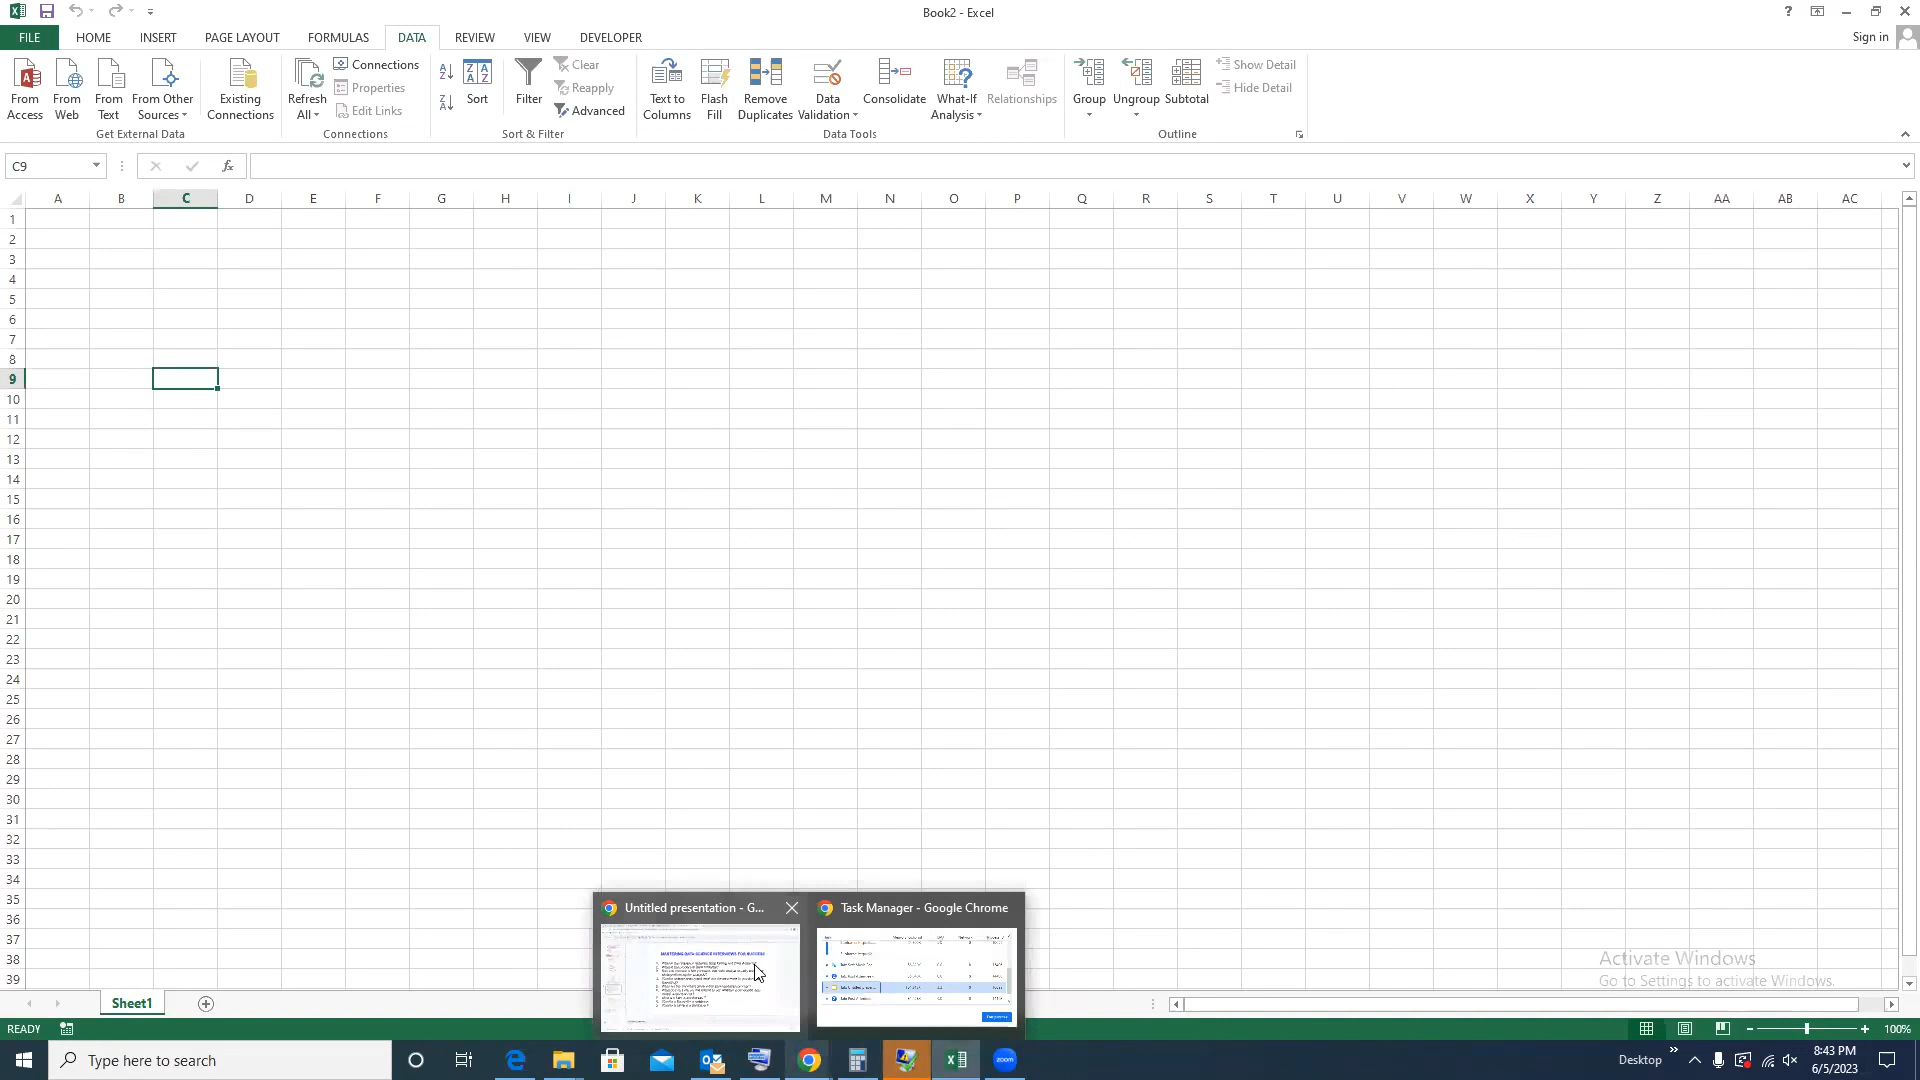 Book2 - Excel
?
FILE HOME INSERT PAGE LAYOUT FORMULAS DATA REVIEW VIEW DEVELOPER Sign in
From Access
From Web
From Text
From Other Sources
Get External Data
Existing Connections
Refresh All
Connections
Properties
Edit Links
Connections
Sort
Filter
Clear
Reapply
Advanced
Sort & Filter
Text to Columns
Flash Fill
Remove Duplicates
Data Validation
Consolidate
What-If Analysis
Relationships
Data Tools
Group
Ungroup
Subtotal
Show Detail
Hide Detail
Outline
C9
fx
A B C D E F G H I J K L M N O P Q R S T U V W X Y Z AA AB AC
1
2
3
4
5
6
7
8
9
10
11
12
13
14
15
16
17
18
19
20
21
22
23
24
25
26
27
28
29
30
31
32
33
34
35
36
37
38
39
Untitled presentation - G...
Task Manager - Google Chrome
MASTERING DATA SCIENCE INTERVIEWS FOR SUCCESS
Activate Windows
Go to Settings to activate Windows.
Sheet1
READY
100%
Type here to search
zoom
Desktop
8:43 PM
6/5/2023